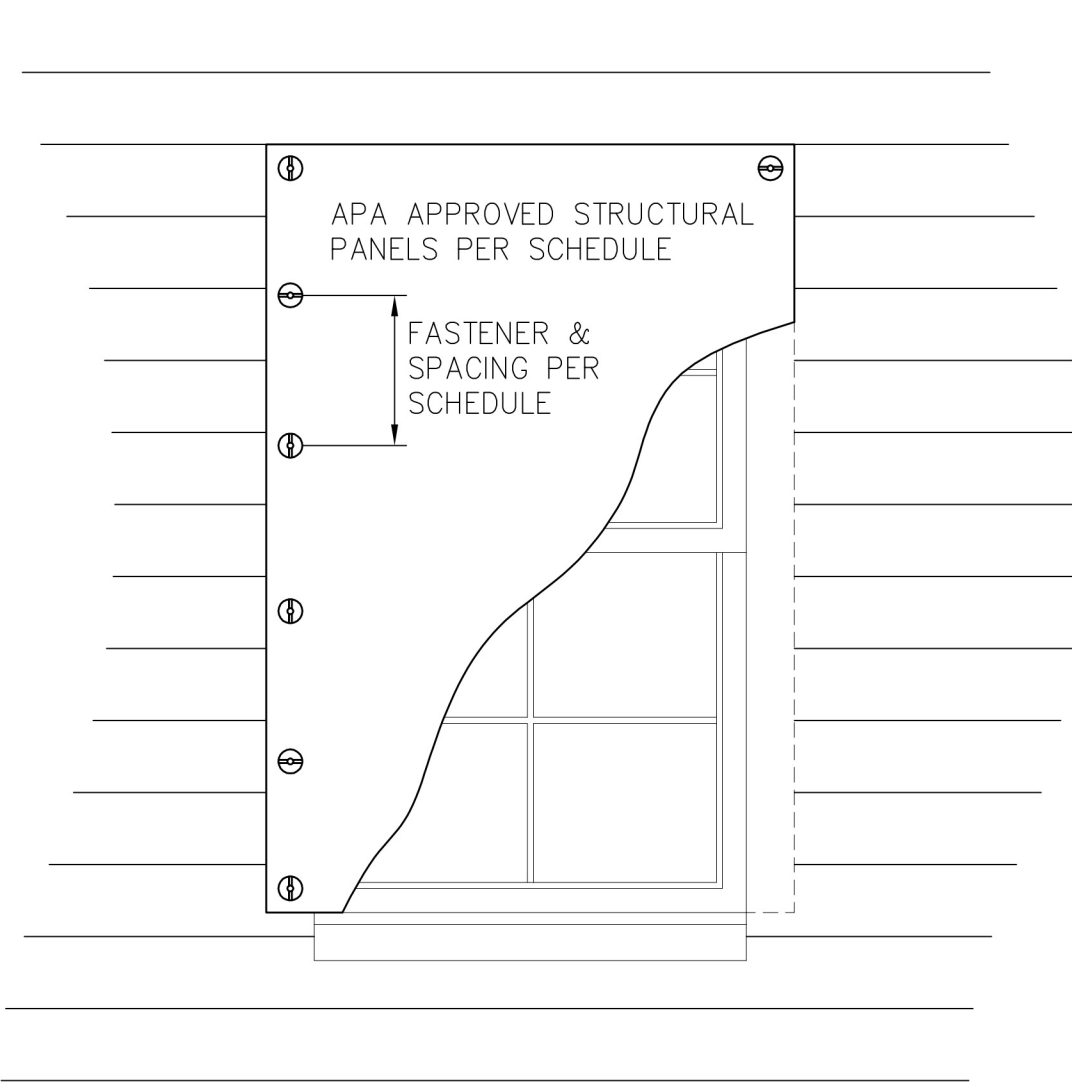 APA APPROVED STRUCTURAL
PANELS PER SCHEDULE
FASTENER &
SPACING PER
SCHEDULE